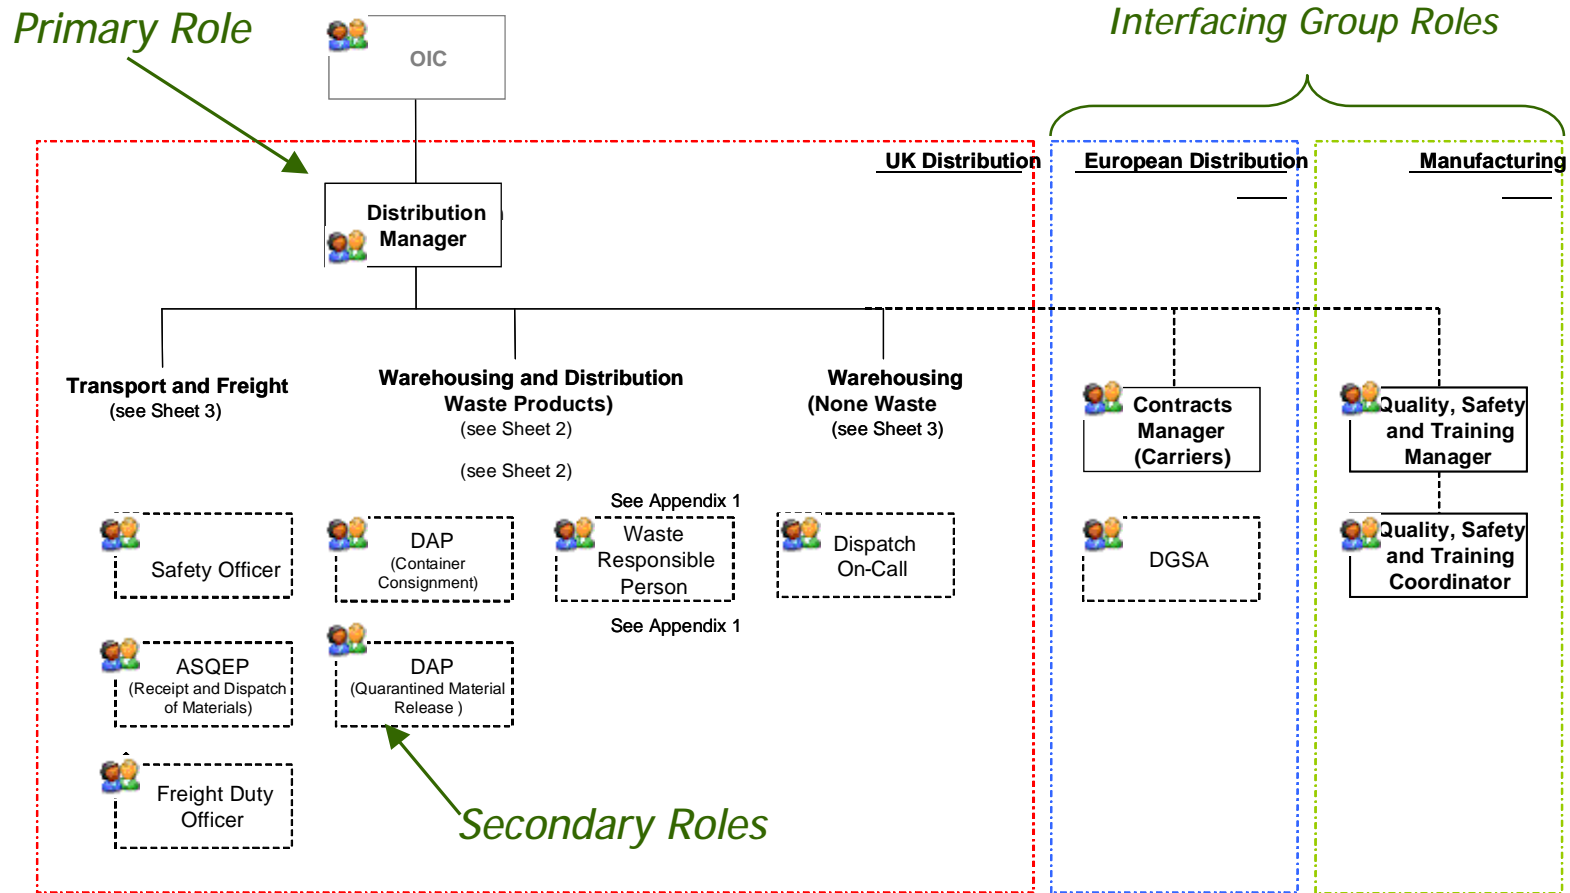 Primary Role
Interfacing Group Roles
OIC
UK Distribution
European Distribution
Manufacturing
Distribution
Manager
Transport and Freight
(see Sheet 3)
Warehousing and Distribution
Waste Products)
(see Sheet 2)
(see Sheet 2)
Warehousing
(None Waste
(see Sheet 3)
Contracts
Manager
(Carriers)
Quality, Safety
and Training
Manager
See Appendix 1
Safety Officer
DAP
(Container
Consignment)
Waste
Responsible
Person
Dispatch
On-Call
DGSA
Quality, Safety
and Training
Coordinator
See Appendix 1
ASQEP
(Receipt and Dispatch
of Materials)
DAP
(Quarantined Material
Release )
Freight Duty
Officer
Secondary Roles